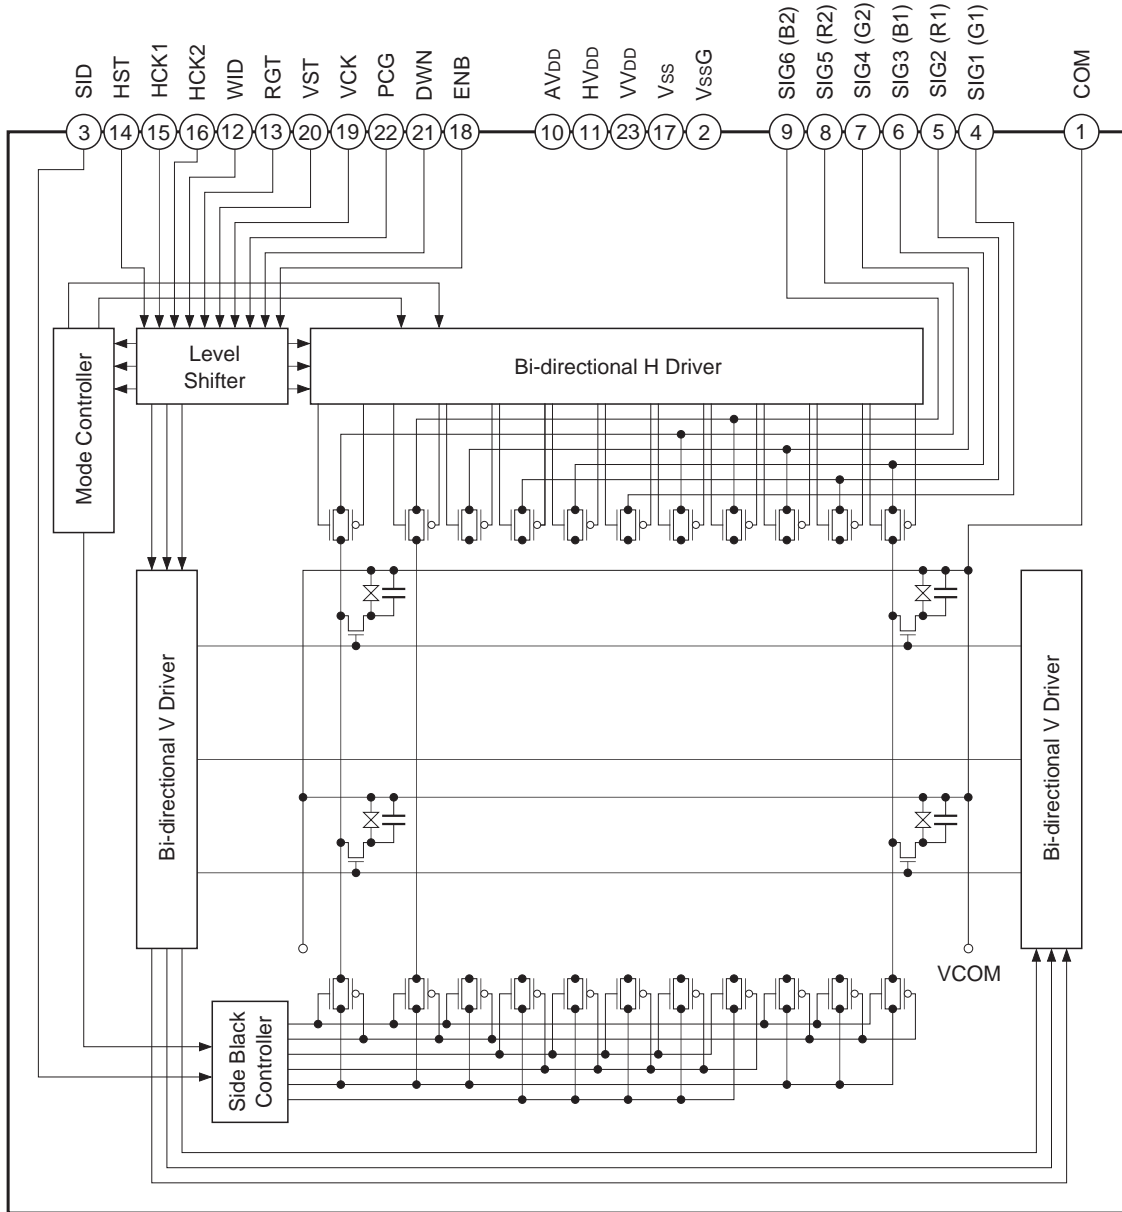 SID
HST
HCK1
HCK2
WID
RGT
VST
VCK
PCG
DWN
ENB
AVDD
HVDD
VVDD
VSS
VSSG
SIG6 (B2)
SIG5 (R2)
SIG4 (G2)
SIG3 (B1)
SIG2 (R1)
SIG1 (G1)
COM
3 14 15 16 12 13 20 19 22 21 18 10 11 23 17 2 9 8 7 6 5 4 1
Mode Controller
Level
Shifter
Bi-directional H Driver
Bi-directional V Driver
Bi-directional V Driver
VCOM
Side Black
Controller